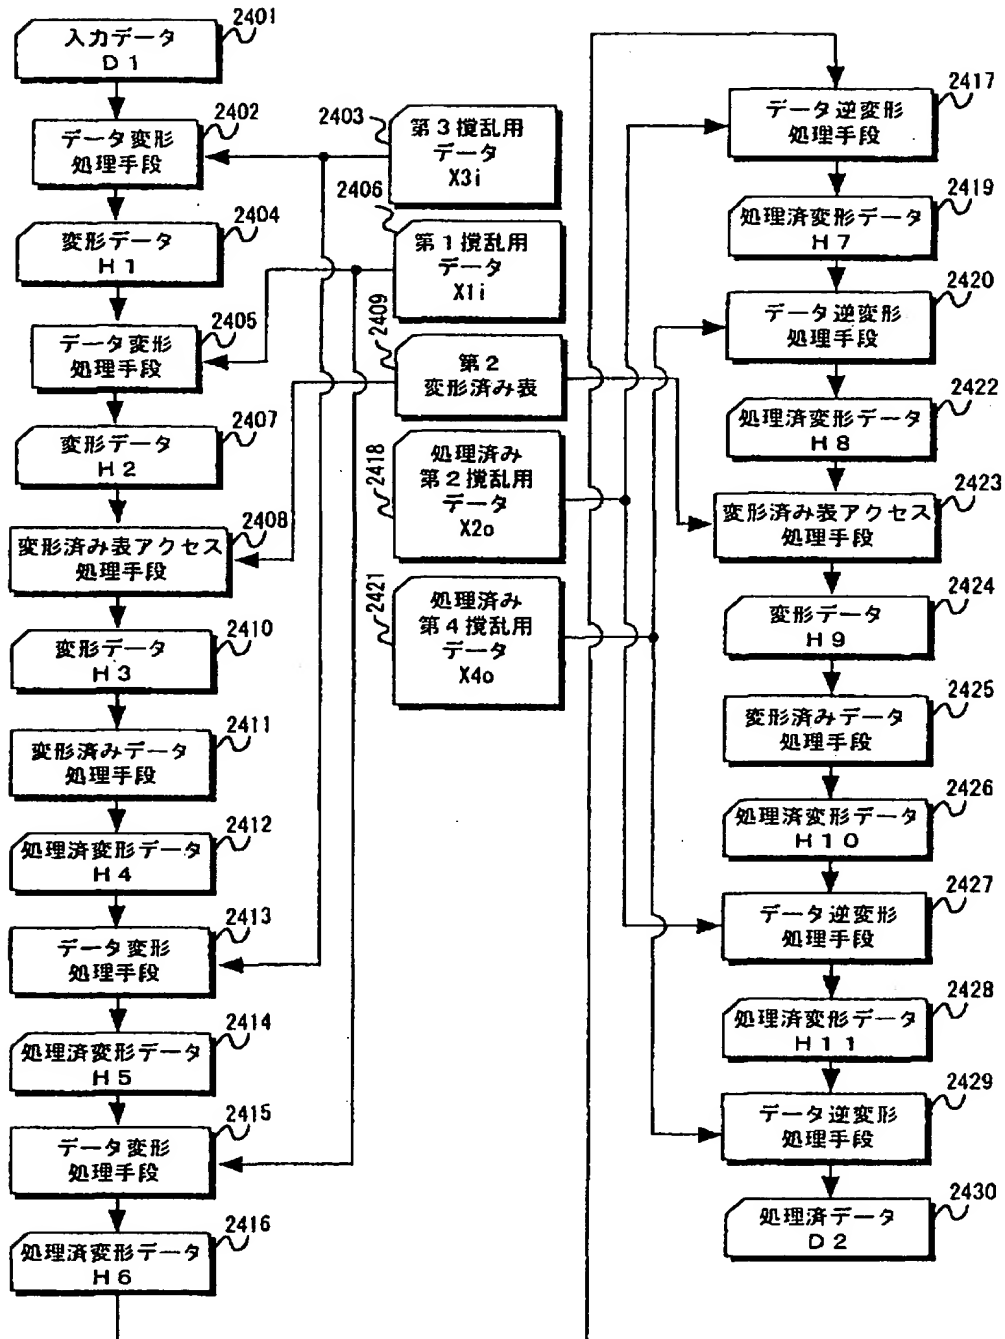 2401
入力データ
D1
2402
データ変形
処理手段
2404
変形データ
H1
2405
データ変形
処理手段
2407
変形データ
H2
2408
変形済み表アクセス
処理手段
2410
変形データ
H3
2411
変形済みデータ
処理手段
2412
処理済変形データ
H4
2413
データ変形
処理手段
2414
処理済変形データ
H5
2415
データ変形
処理手段
2416
処理済変形データ
H6
2403
第3撹乱用
データ
X3i
2406
第1撹乱用
データ
X1i
2409
第2
変形済み表
2418
処理済み
第2撹乱用
データ
X2o
2421
処理済み
第4撹乱用
データ
X4o
2417
データ逆変形
処理手段
2419
処理済変形データ
H7
2420
データ逆変形
処理手段
2422
処理済変形データ
H8
2423
変形済み表アクセス
処理手段
2424
変形データ
H9
2425
変形済みデータ
処理手段
2426
処理済変形データ
H10
2427
データ逆変形
処理手段
2428
処理済変形データ
H11
2429
データ逆変形
処理手段
2430
処理済データ
D2